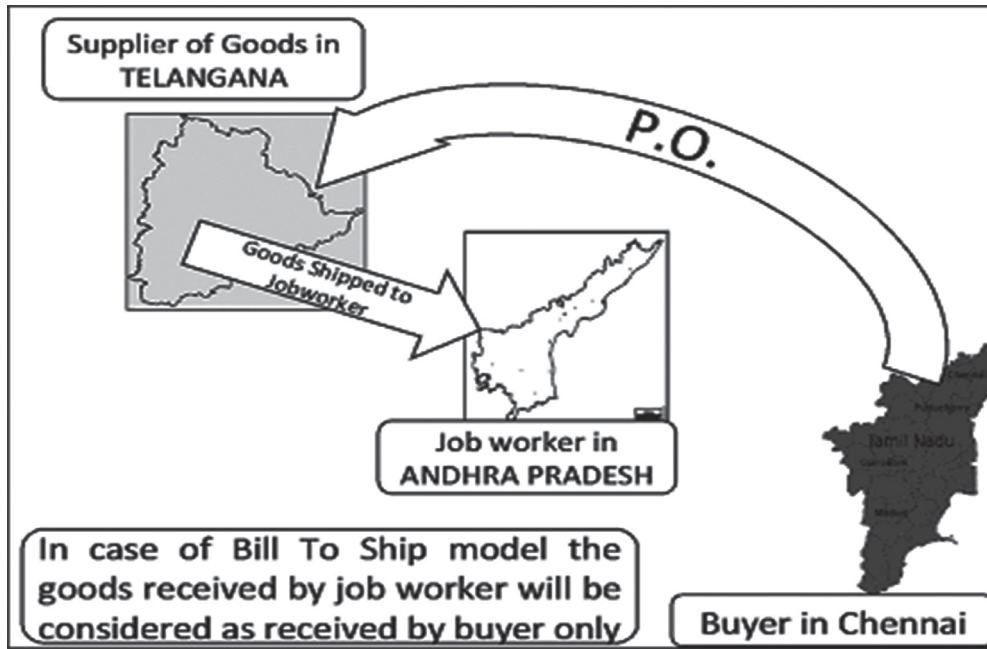 Supplier of Goods in
TELANGANA
P.O.
Goods Shipped to
Jobworker
Job worker in
ANDHRA PRADESH
Tamil Nadu
In case of Bill To Ship model the
goods received by job worker will be
considered as received by buyer only
Buyer in Chennai